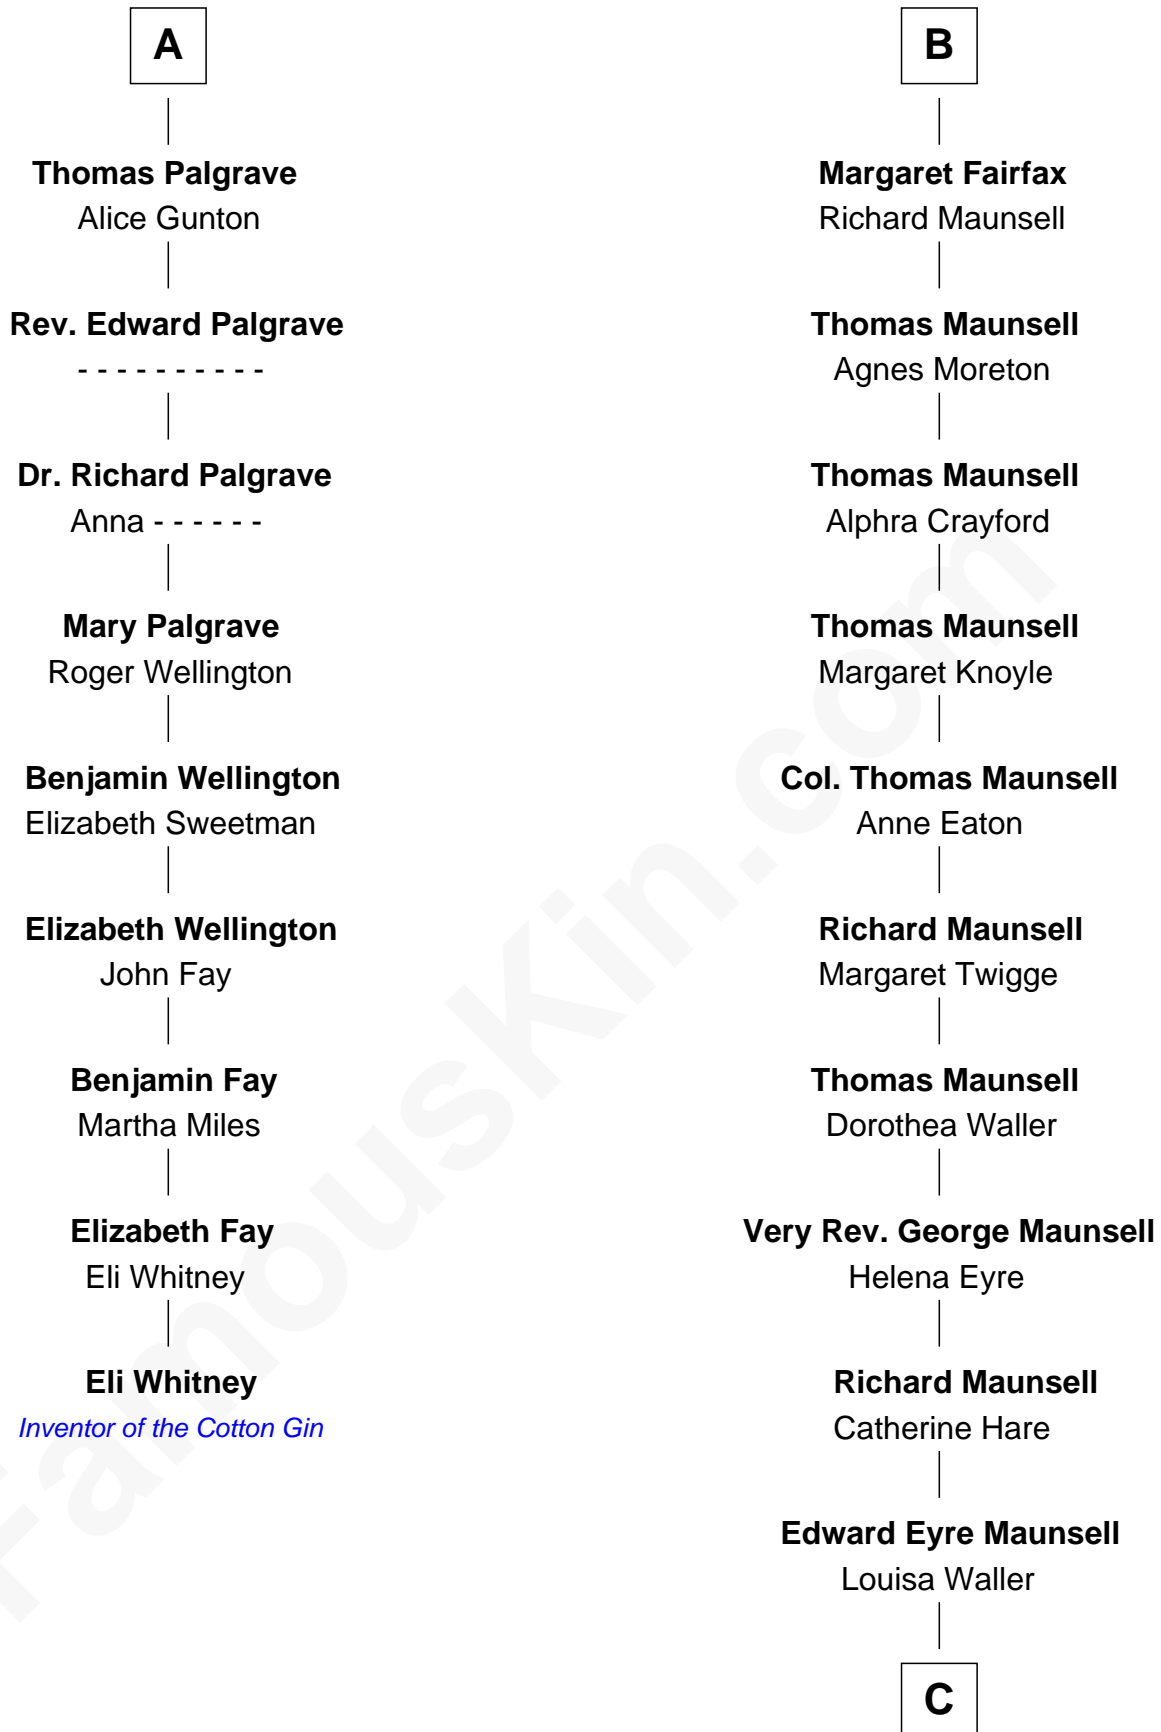 A
Thomas Palgrave
Alice Gunton
Rev. Edward Palgrave
- - - - - - - - - -
Dr. Richard Palgrave
Anna - - - - - -
Mary Palgrave
Roger Wellington
Benjamin Wellington
Elizabeth Sweetman
Elizabeth Wellington
John Fay
Benjamin Fay
Martha Miles
Elizabeth Fay
Eli Whitney
Eli Whitney
Inventor of the Cotton Gin
B
Margaret Fairfax
Richard Maunsell
Thomas Maunsell
Agnes Moreton
Thomas Maunsell
Alphra Crayford
Thomas Maunsell
Margaret Knoyle
Col. Thomas Maunsell
Anne Eaton
Richard Maunsell
Margaret Twigge
Thomas Maunsell
Dorothea Waller
Very Rev. George Maunsell
Helena Eyre
Richard Maunsell
Catherine Hare
Edward Eyre Maunsell
Louisa Waller
C
FamousKin.com